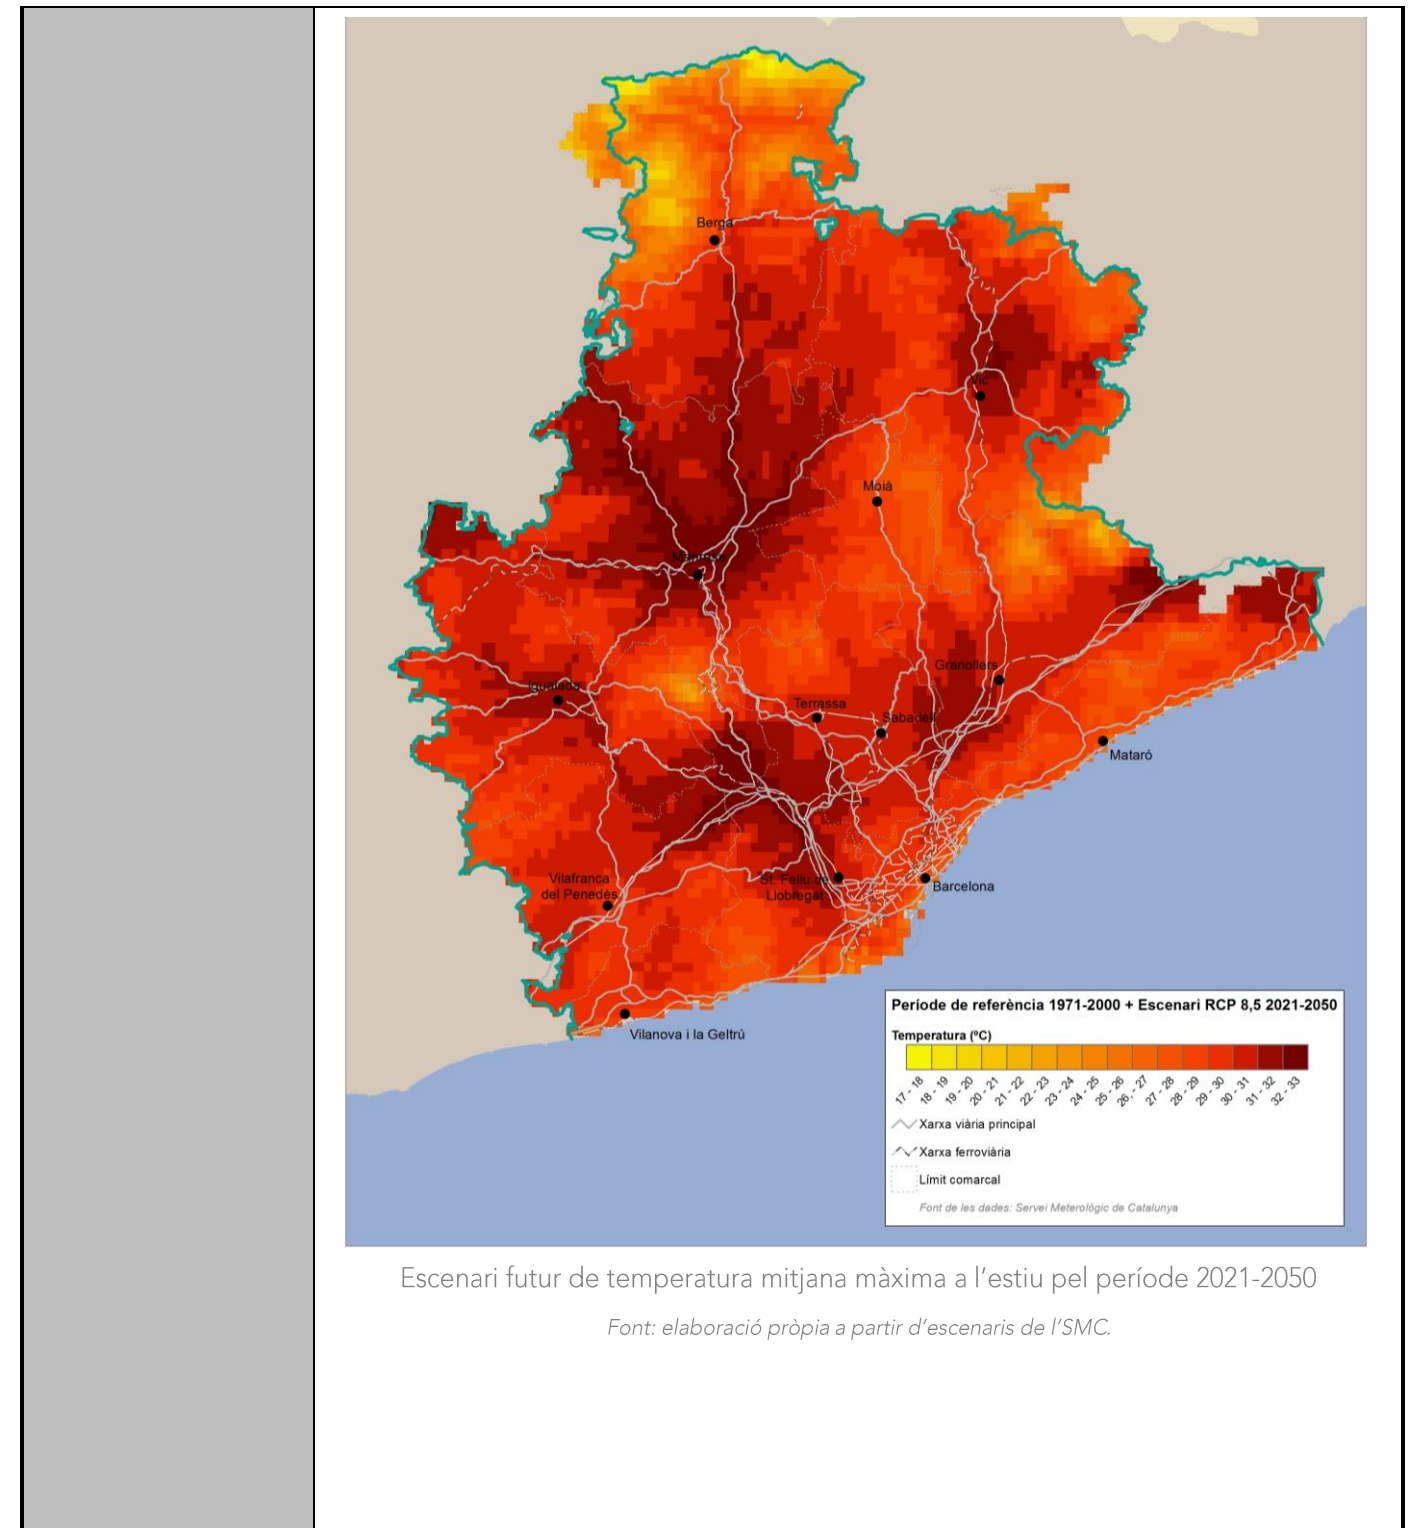 Berga
Vic
Moià
Manresa
Igualada
Granollers
Terrassa
Sabadell
Mataró
Vilafranca
del Penedès
St. Feliu de
Llobregat
Barcelona
Vilanova i la Geltrú
Període de referència 1971-2000 + Escenari RCP 8,5 2021-2050
Temperatura (ºC)
17 - 18
18 - 19
19 - 20
20 - 21
21 - 22
22 - 23
23 - 24
24 - 25
25 - 26
26, - 27
27 - 28
28 - 29
29 - 30
30 - 31
31 - 32
32 - 33
Xarxa viària principal
Xarxa ferroviària
Límit comarcal
Font de les dades: Servei Meterològic de Catalunya
Escenari futur de temperatura mitjana màxima a l’estiu pel període 2021-2050
Font: elaboració pròpia a partir d’escenaris de l’SMC.